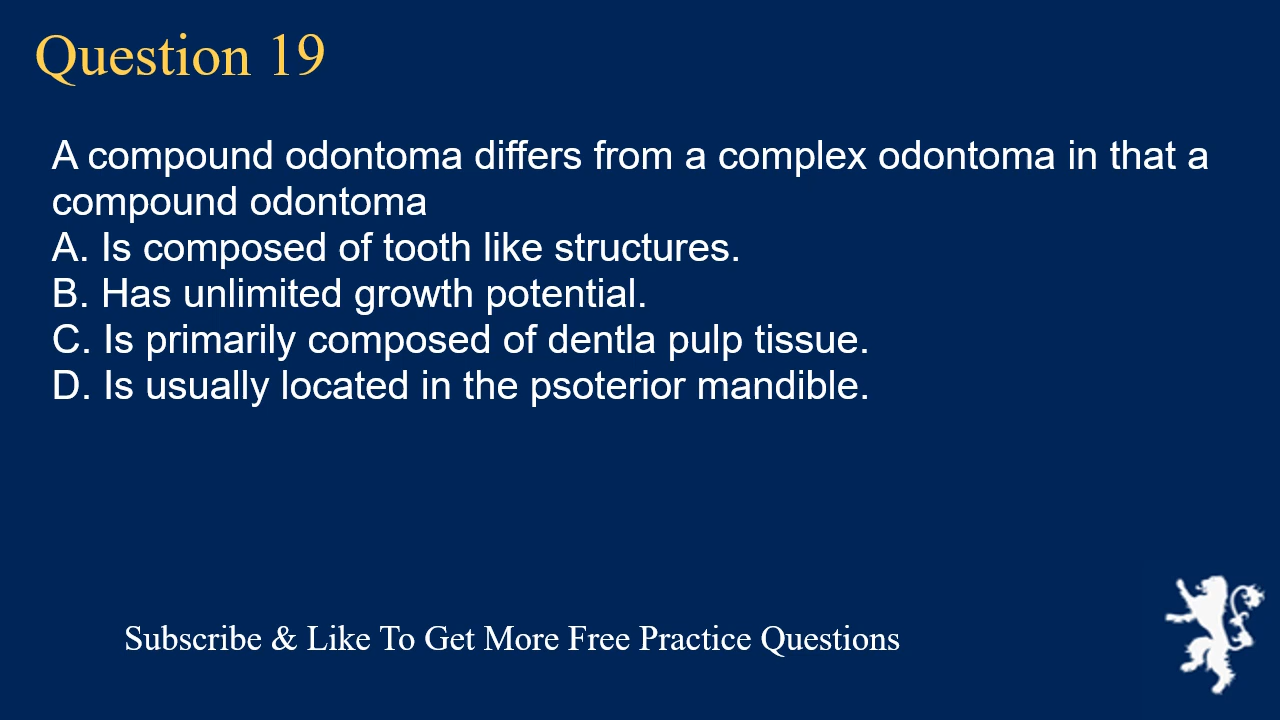 Question 19
A compound odontoma differs from a complex odontoma in that a
compound odontoma
A. Is composed of tooth like structures.
B. Has unlimited growth potential.
C. Is primarily composed of dentla pulp tissue.
D. Is usually located in the psoterior mandible.
Subscribe & Like To Get More Free Practice Questions